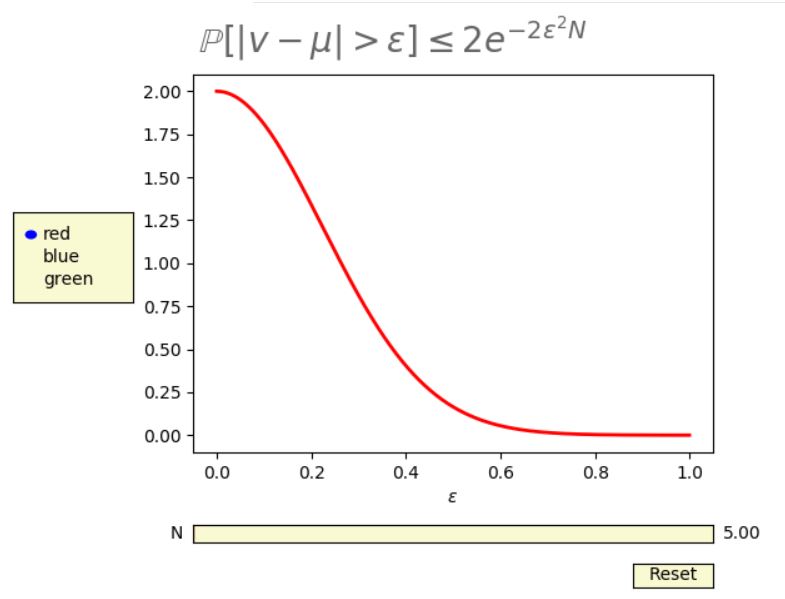 ℙ[|v − μ| > ε] ≤ 2e^{−2ε²N}
2.00
1.75
1.50
1.25
1.00
0.75
0.50
0.25
0.00
red
blue
green
0.0 0.2 0.4 0.6 0.8 1.0
ε
N 5.00
Reset